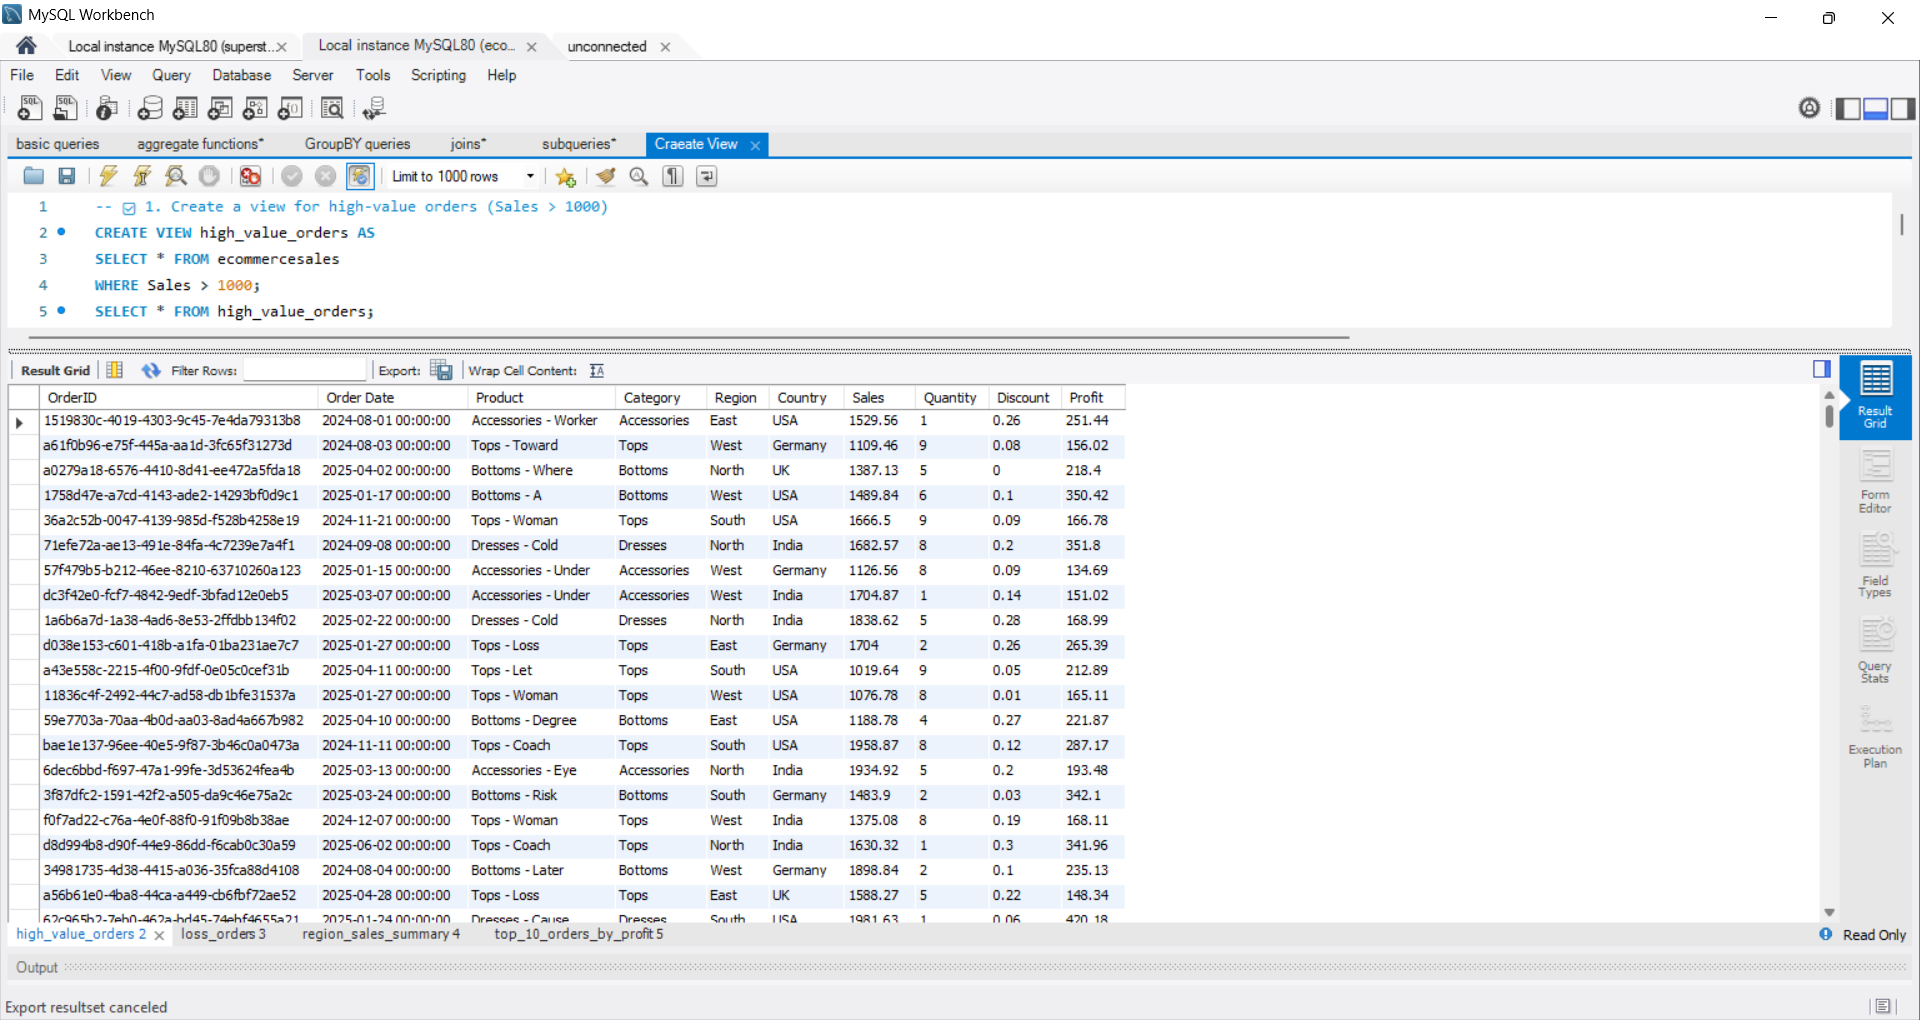 MySQL Workbench
Local instance MySQL80 (superst...
Local instance MySQL80 (eco...
unconnected
File Edit View Query Database Server Tools Scripting Help
basic queries
aggregate functions*
GroupBY queries
joins*
subqueries*
Craeate View
Limit to 1000 rows
1 -- ☑ 1. Create a view for high-value orders (Sales > 1000)
2 CREATE VIEW high_value_orders AS
3 SELECT * FROM ecommercesales
4 WHERE Sales > 1000;
5 SELECT * FROM high_value_orders;
Result Grid Filter Rows: Export: Wrap Cell Content:
OrderID Order Date Product Category Region Country Sales Quantity Discount Profit
1519830c-4019-4303-9c45-7e4da79313b8 2024-08-01 00:00:00 Accessories - Worker Accessories East USA 1529.56 1 0.26 251.44
a61f0b96-e75f-445a-aa1d-3fc65f31273d 2024-08-03 00:00:00 Tops - Toward Tops West Germany 1109.46 9 0.08 156.02
a0279a18-6576-4410-8d41-ee472a5fda18 2025-04-02 00:00:00 Bottoms - Where Bottoms North UK 1387.13 5 0 218.4
1758d47e-a7cd-4143-ade2-14293bf0d9c1 2025-01-17 00:00:00 Bottoms - A Bottoms West USA 1489.84 6 0.1 350.42
36a2c52b-0047-4139-985d-f528b4258e19 2024-11-21 00:00:00 Tops - Woman Tops South USA 1666.5 9 0.09 166.78
71efe72a-ae13-491e-84fa-4c7239e7a4f1 2024-09-08 00:00:00 Dresses - Cold Dresses North India 1682.57 8 0.2 351.8
57f479b5-b212-46ee-8210-63710260a123 2025-01-15 00:00:00 Accessories - Under Accessories West Germany 1126.56 8 0.09 134.69
dc3f42e0-fcf7-4842-9edf-3bfad12e0eb5 2025-03-07 00:00:00 Accessories - Under Accessories West India 1704.87 1 0.14 151.02
1a6b6a7d-1a38-4ad6-8e53-2ffdbb134f02 2025-02-22 00:00:00 Dresses - Cold Dresses North India 1838.62 5 0.28 168.99
d038e153-c601-418b-a1fa-01ba231ae7c7 2025-01-27 00:00:00 Tops - Loss Tops East Germany 1704 2 0.26 265.39
a43e558c-2215-4f00-9fdf-0e05c0cef31b 2025-04-11 00:00:00 Tops - Let Tops South USA 1019.64 9 0.05 212.89
11836c4f-2492-44c7-ad58-db1bfe31537a 2025-01-27 00:00:00 Tops - Woman Tops West USA 1076.78 8 0.01 165.11
59e7703a-70aa-4b0d-aa03-8ad4a667b982 2025-04-10 00:00:00 Bottoms - Degree Bottoms East USA 1188.78 4 0.27 221.87
bae1e137-96ee-40e5-9f87-3b46c0a0473a 2024-11-11 00:00:00 Tops - Coach Tops South USA 1958.87 8 0.12 287.17
6dec6bbd-f697-47a1-99fe-3d53624fea4b 2025-03-13 00:00:00 Accessories - Eye Accessories North India 1934.92 5 0.2 193.48
3f87dfc2-1591-42f2-a505-da9c46e75a2c 2025-03-24 00:00:00 Bottoms - Risk Bottoms South Germany 1483.9 2 0.03 342.1
f0f7ad22-c76a-4e0f-88f0-91f09b8b38ae 2024-12-07 00:00:00 Tops - Woman Tops West India 1375.08 8 0.19 168.11
d8d994b8-d90f-44e9-86dd-f6cab0c30a59 2025-06-02 00:00:00 Tops - Coach Tops North India 1630.32 1 0.3 341.96
34981735-4d38-4415-a036-35fca88d4108 2024-08-04 00:00:00 Bottoms - Later Bottoms West Germany 1898.84 2 0.1 235.13
a56b61e0-4ba8-44ca-a449-cb6fbf72ae52 2025-04-28 00:00:00 Tops - Loss Tops East UK 1588.27 5 0.22 148.34
62c965b2-7eb0-462a-bd45-74ebf4655a21 2025-01-24 00:00:00 Dresses - Cause Dresses South USA 1981.63 1 0.06 420.18
Result
Grid
Form
Editor
Field
Types
Query
Stats
Execution
Plan
high_value_orders 2 loss_orders 3 region_sales_summary 4 top_10_orders_by_profit 5
Read Only
Output
Export resultset canceled